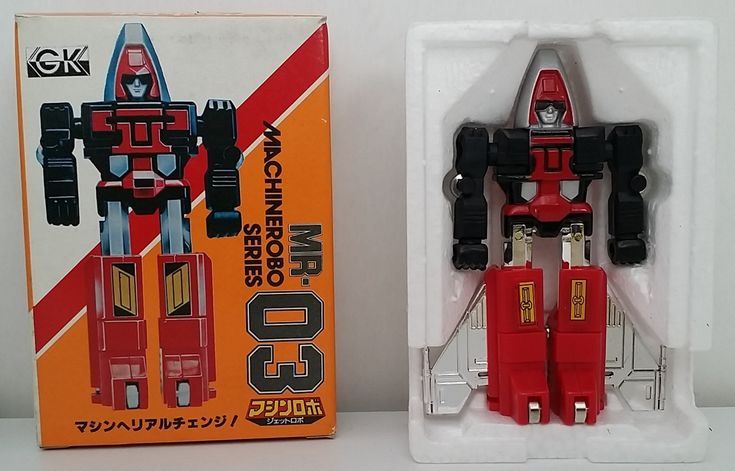 GK
MR-03
MACHINEROBO
SERIES
マシンロボ
ジェットロボ
マシンへリアルチェンジ!